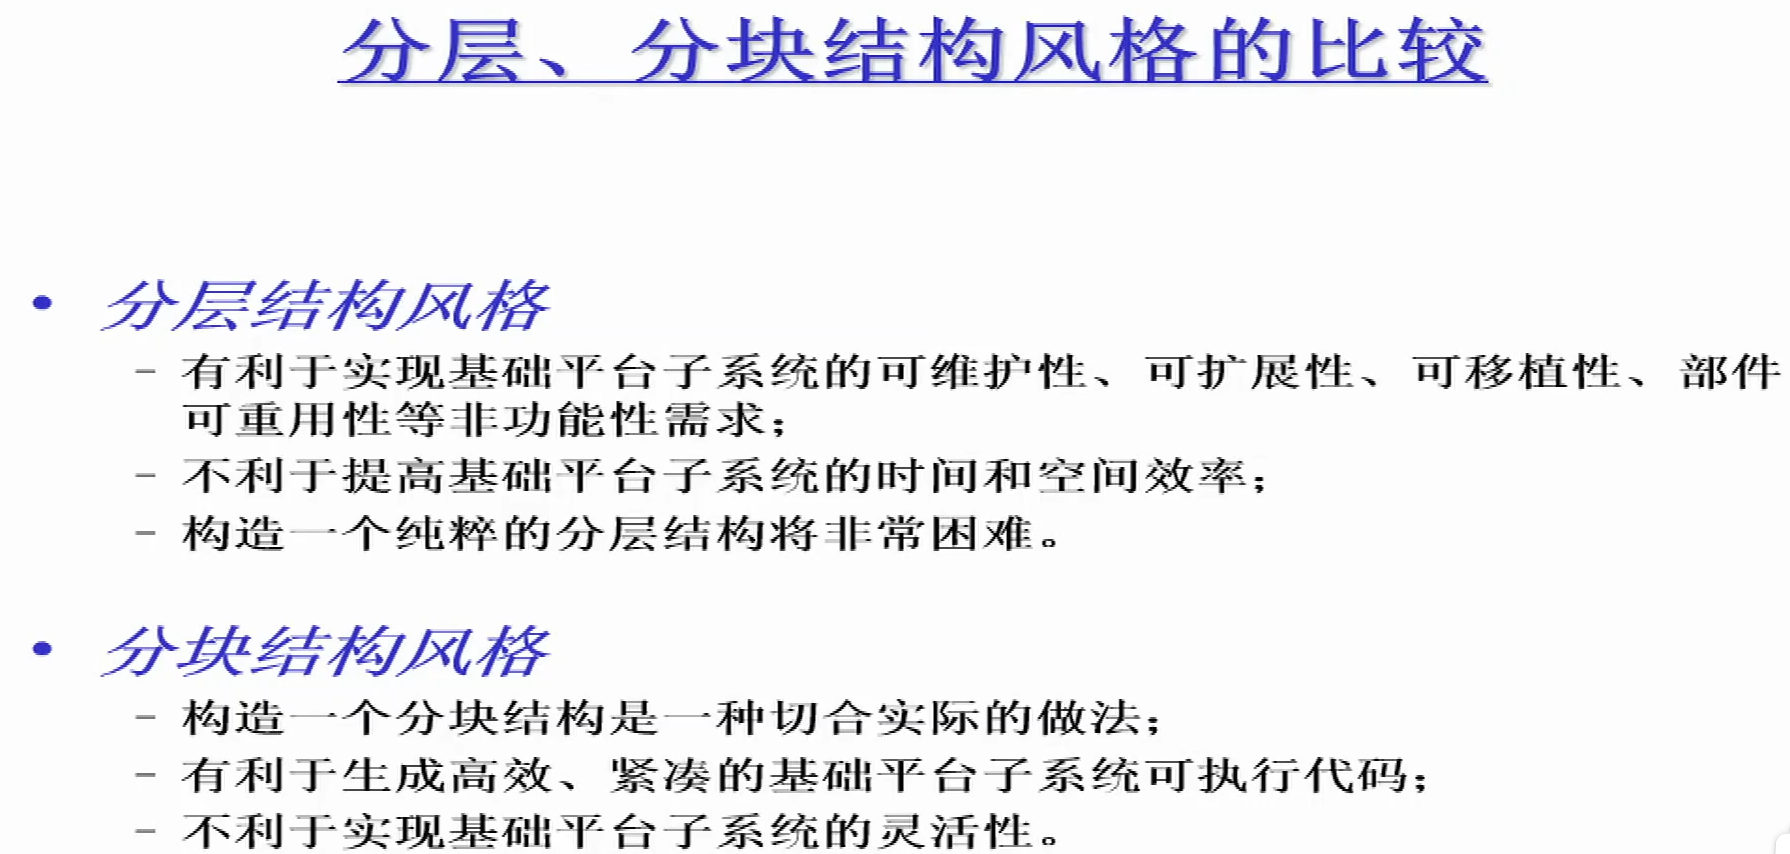 分层、分块结构风格的比较
• 分层结构风格
– 有利于实现基础平台子系统的可维护性、可扩展性、可移植性、部件
可重用性等非功能性需求;
– 不利于提高基础平台子系统的时间和空间效率;
– 构造一个纯粹的分层结构将非常困难。
• 分块结构风格
– 构造一个分块结构是一种切合实际的做法;
– 有利于生成高效、紧凑的基础平台子系统可执行代码;
– 不利于实现基础平台子系统的灵活性。